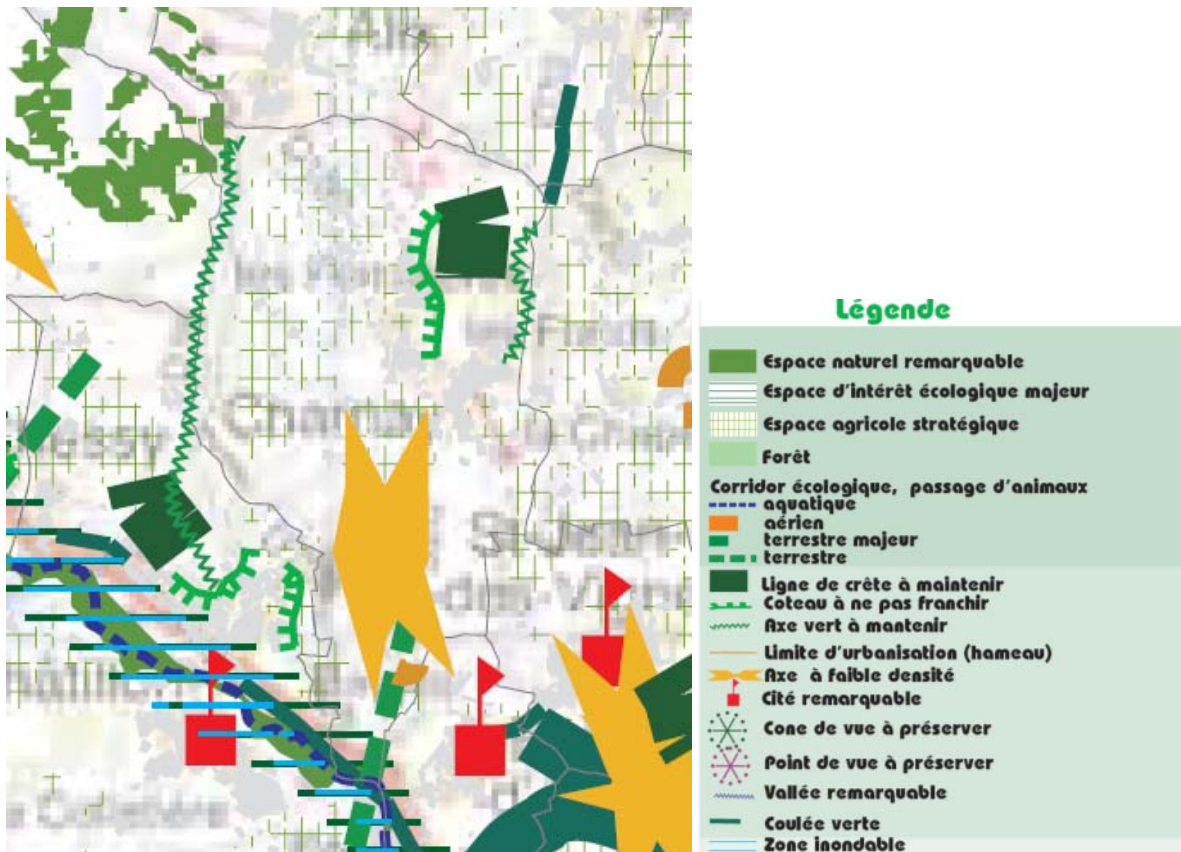 Légende
Espace naturel remarquable
Espace d'intérêt écologique majeur
Espace agricole stratégique
Forêt
Corridor écologique, passage d'animaux
aquatique
aérien
terrestre majeur
terrestre
Ligne de crête à maintenir
Coteau à ne pas franchir
Axe vert à mantenir
Limite d'urbanisation (hameau)
Axe à faible densité
Cité remarquable
Cone de vue à préserver
Point de vue à préserver
Vallée remarquable
Coulée verte
Zone inondable